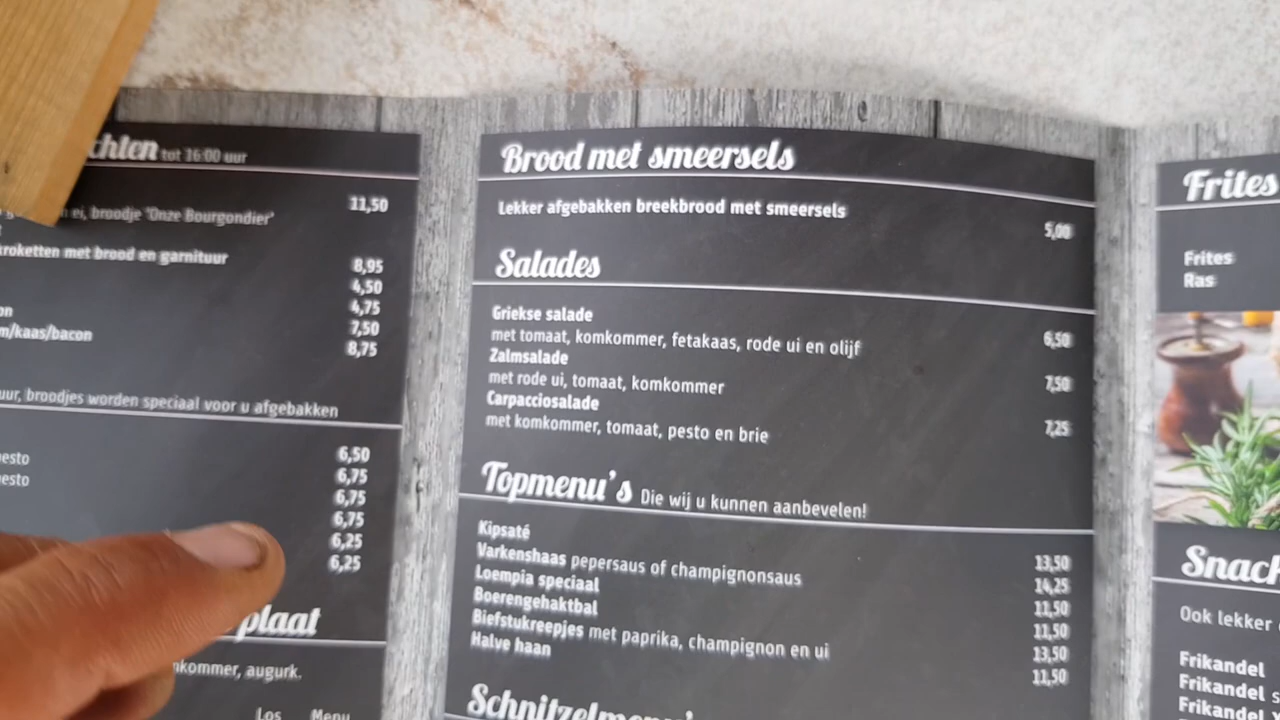 chten tot 16:00 uur
11,50
n ei, broodje 'Onze Bourgondier'
kroketten met brood en garnituur
8,95
4,50
on
4,75
m/kaas/bacon
7,50
8,75
uur, broodjes worden speciaal voor u afgebakken
6,50
esto
6,75
esto
6,75
6,75
6,25
6,25
plaat
nkommer, augurk.
Los Menu
Brood met smeersels
Lekker afgebakken breekbrood met smeersels
5,00
Salades
Griekse salade
met tomaat, komkommer, fetakaas, rode ui en olijf 6,50
Zalmsalade
met rode ui, tomaat, komkommer 7,50
Carpacciosalade
met komkommer, tomaat, pesto en brie 7,25
Topmenu's Die wij u kunnen aanbevelen!
Kipsaté 13,50
Varkenshaas pepersaus of champignonsaus 14,25
Loempia speciaal 11,50
Boerengehaktbal 11,50
Biefstukreepjes met paprika, champignon en ui 13,50
Halve haan 11,50
Schnitzelmenu's
Frites
Frites
Ras
Snack
Ook lekker
Frikandel
Frikandel s
Frikandel